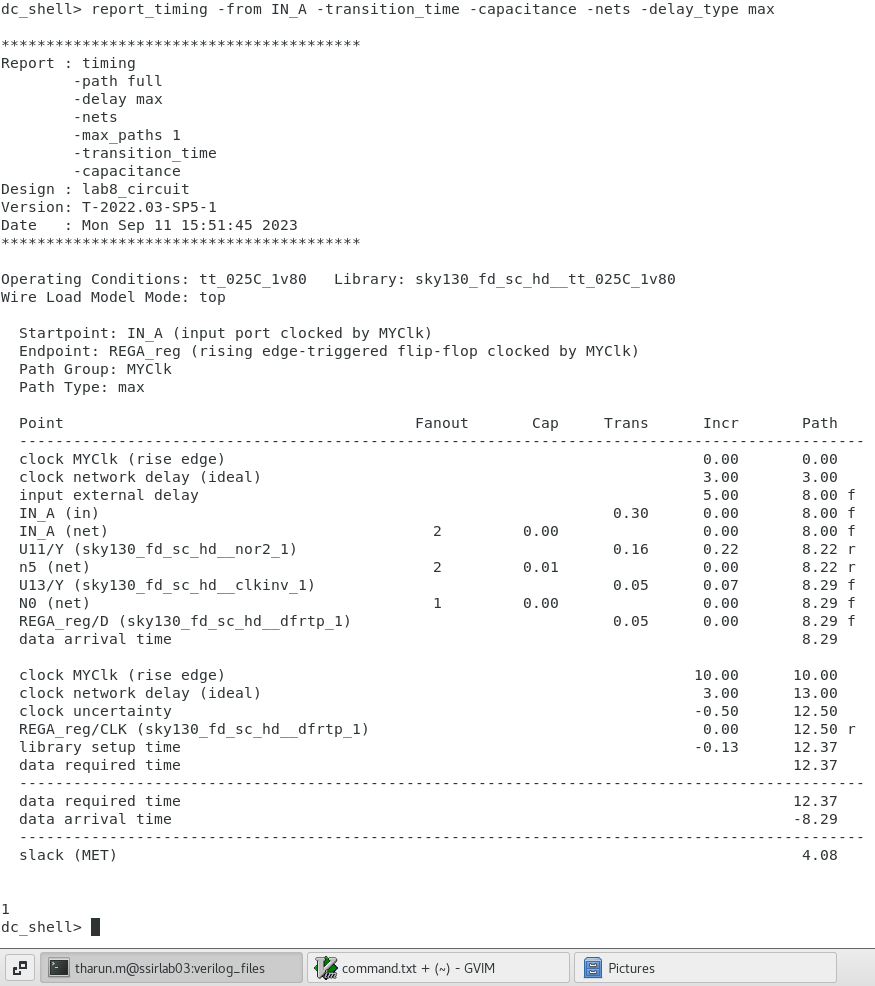 dc_shell> report_timing -from IN_A -transition_time -capacitance -nets -delay_type max
****************************************
Report : timing
        -path full
        -delay max
        -nets
        -max_paths 1
        -transition_time
        -capacitance
Design : lab8_circuit
Version: T-2022.03-SP5-1
Date   : Mon Sep 11 15:51:45 2023
****************************************
Operating Conditions: tt_025C_1v80   Library: sky130_fd_sc_hd__tt_025C_1v80
Wire Load Model Mode: top
  Startpoint: IN_A (input port clocked by MYClk)
  Endpoint: REGA_reg (rising edge-triggered flip-flop clocked by MYClk)
  Path Group: MYClk
  Path Type: max
  Point                                       Fanout       Cap     Trans      Incr       Path
  ----------------------------------------------------------------------------------------------
  clock MYClk (rise edge)                                                     0.00       0.00
  clock network delay (ideal)                                                 3.00       3.00
  input external delay                                                        5.00       8.00 f
  IN_A (in)                                                         0.30      0.00       8.00 f
  IN_A (net)                                    2         0.00                0.00       8.00 f
  U11/Y (sky130_fd_sc_hd__nor2_1)                                   0.16      0.22       8.22 r
  n5 (net)                                      2         0.01                0.00       8.22 r
  U13/Y (sky130_fd_sc_hd__clkinv_1)                                 0.05      0.07       8.29 f
  N0 (net)                                      1         0.00                0.00       8.29 f
  REGA_reg/D (sky130_fd_sc_hd__dfrtp_1)                             0.05      0.00       8.29 f
  data arrival time                                                                      8.29
  clock MYClk (rise edge)                                                    10.00      10.00
  clock network delay (ideal)                                                 3.00      13.00
  clock uncertainty                                                          -0.50      12.50
  REGA_reg/CLK (sky130_fd_sc_hd__dfrtp_1)                                     0.00      12.50 r
  library setup time                                                         -0.13      12.37
  data required time                                                                    12.37
  ----------------------------------------------------------------------------------------------
  data required time                                                                    12.37
  data arrival time                                                                     -8.29
  ----------------------------------------------------------------------------------------------
  slack (MET)                                                                            4.08
1
dc_shell>
tharun.m@ssirlab03:verilog_files
command.txt + (~) - GVIM
Pictures